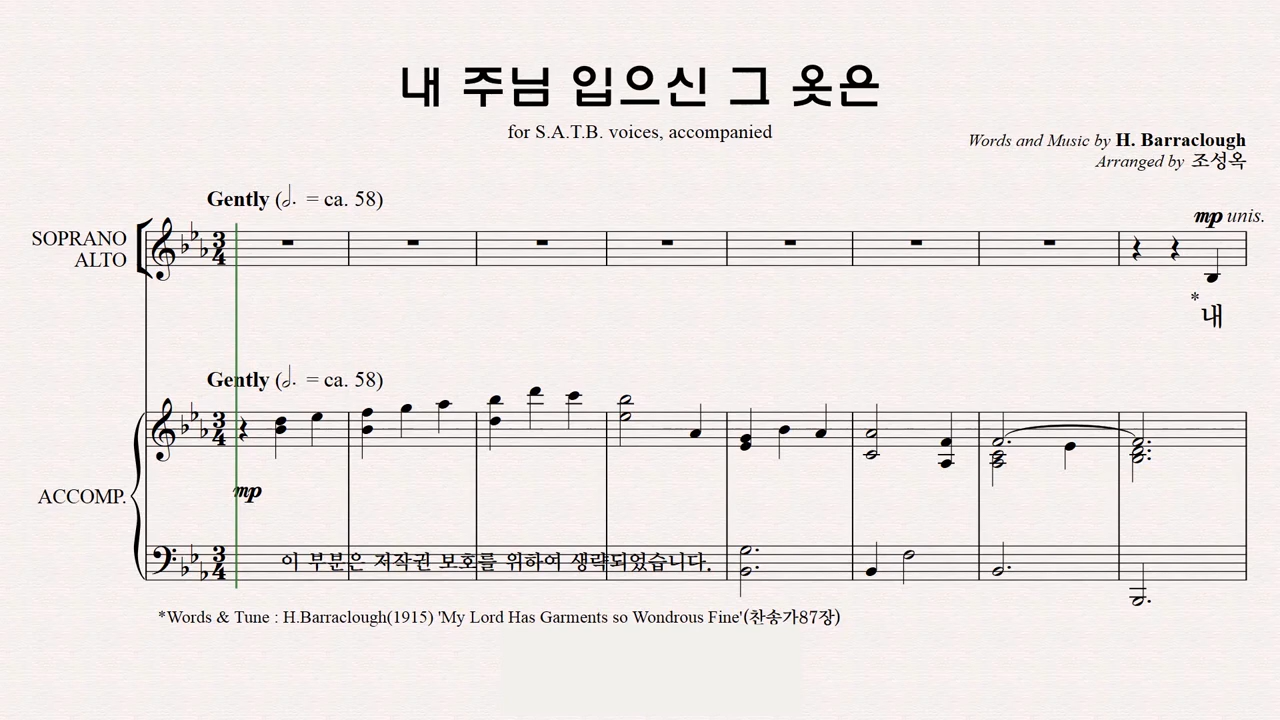 내 주님 입으신 그 옷은
for S.A.T.B. voices, accompanied
Words and Music by H. Barraclough
Arranged by 조성옥
Gently (𝅗𝅥. = ca. 58)
mp unis.
SOPRANO
ALTO
*
내
Gently (𝅗𝅥. = ca. 58)
mp
ACCOMP.
이 부분은 저작권 보호를 위하여 생략되었습니다.
*Words & Tune : H.Barraclough(1915) 'My Lord Has Garments so Wondrous Fine'(찬송가87장)